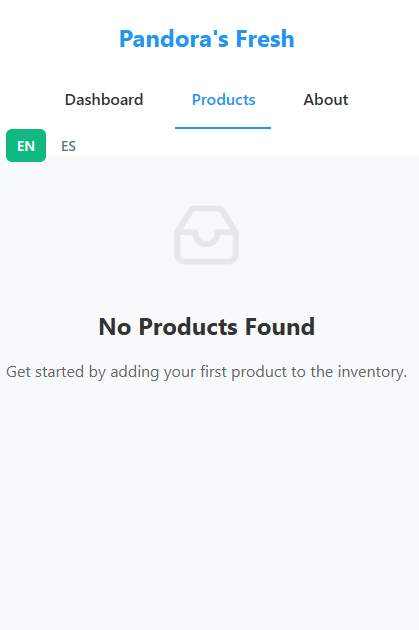 Pandora's Fresh
Dashboard Products About
EN ES
No Products Found
Get started by adding your first product to the inventory.